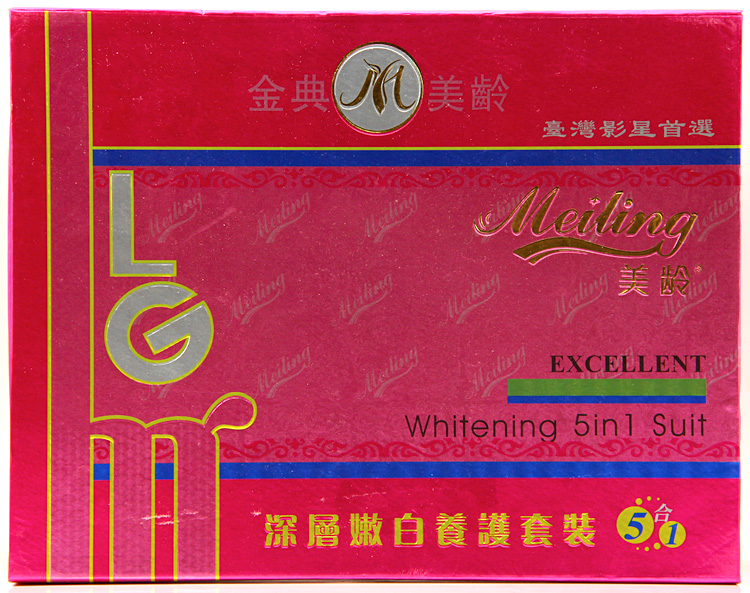 金典 M 美齡
臺灣影星首選
LG
Meiling
美龄
EXCELLENT
Whitening 5in1 Suit
m
深層嫩白養護套裝 5合1